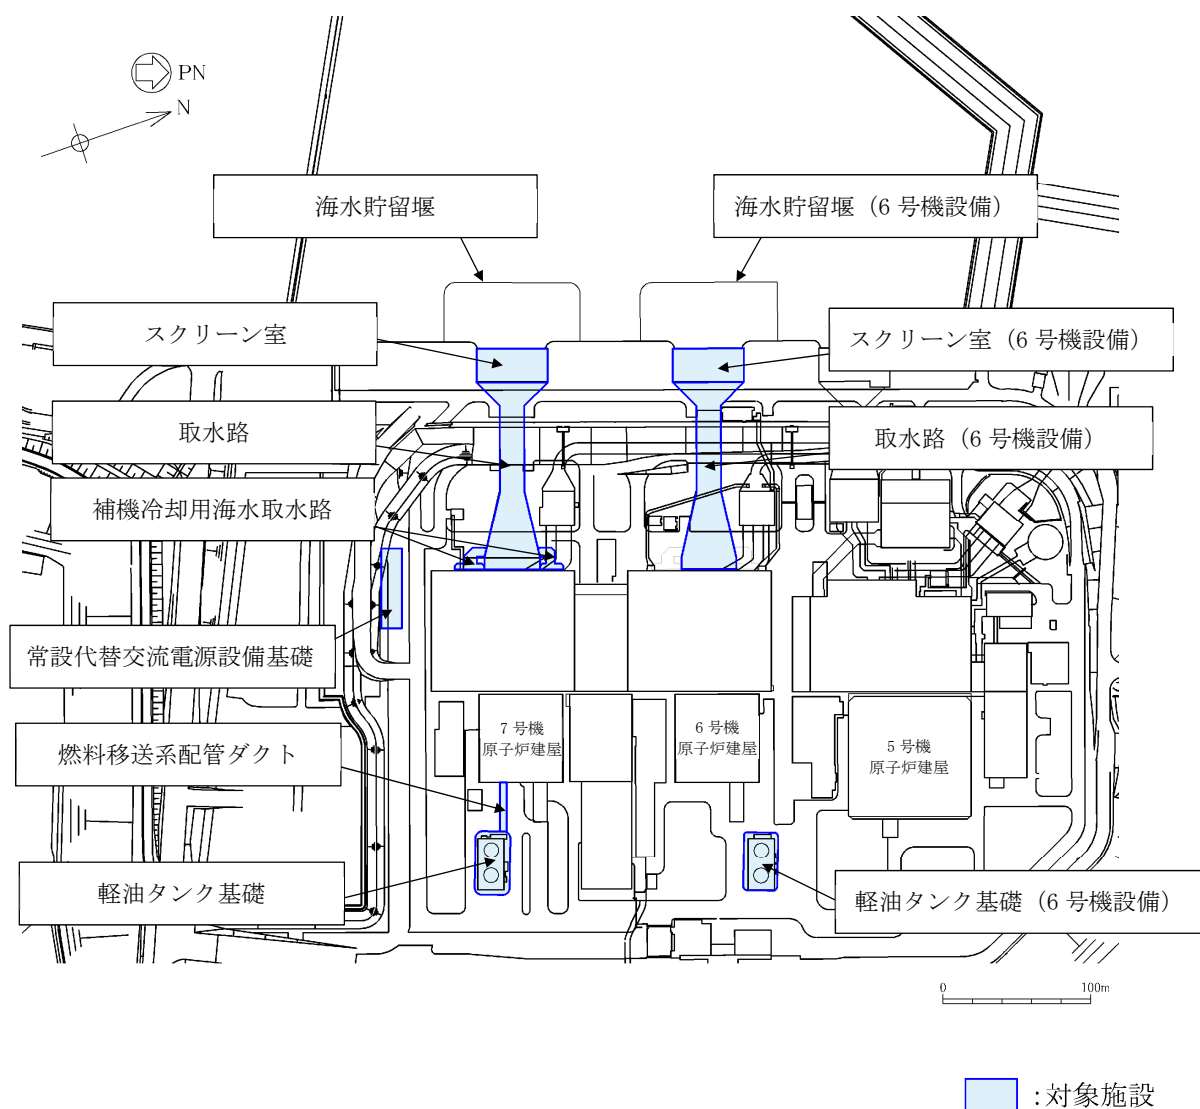 PN
N
海水貯留堰
海水貯留堰（6 号機設備）
スクリーン室
スクリーン室（6 号機設備）
取水路
取水路（6 号機設備）
補機冷却用海水取水路
常設代替交流電源設備基礎
7 号機
原子炉建屋
6 号機
原子炉建屋
5 号機
原子炉建屋
燃料移送系配管ダクト
軽油タンク基礎
軽油タンク基礎（6 号機設備）
0 100m
：対象施設